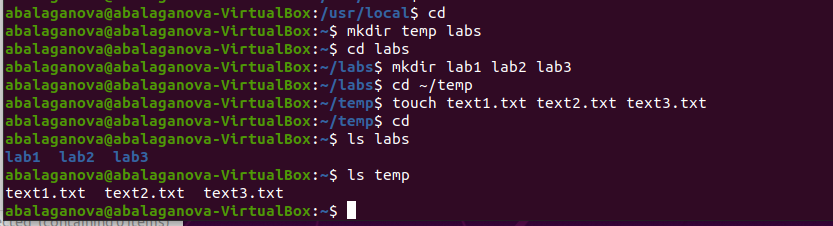 abalaganova@abalaganova-VirtualBox:/usr/local$ cd
abalaganova@abalaganova-VirtualBox:~$ mkdir temp labs
abalaganova@abalaganova-VirtualBox:~$ cd labs
abalaganova@abalaganova-VirtualBox:~/labs$ mkdir lab1 lab2 lab3
abalaganova@abalaganova-VirtualBox:~/labs$ cd ~/temp
abalaganova@abalaganova-VirtualBox:~/temp$ touch text1.txt text2.txt text3.txt
abalaganova@abalaganova-VirtualBox:~/temp$ cd
abalaganova@abalaganova-VirtualBox:~$ ls labs
lab1  lab2  lab3
abalaganova@abalaganova-VirtualBox:~$ ls temp
text1.txt  text2.txt  text3.txt
abalaganova@abalaganova-VirtualBox:~$
(containing 0 items)